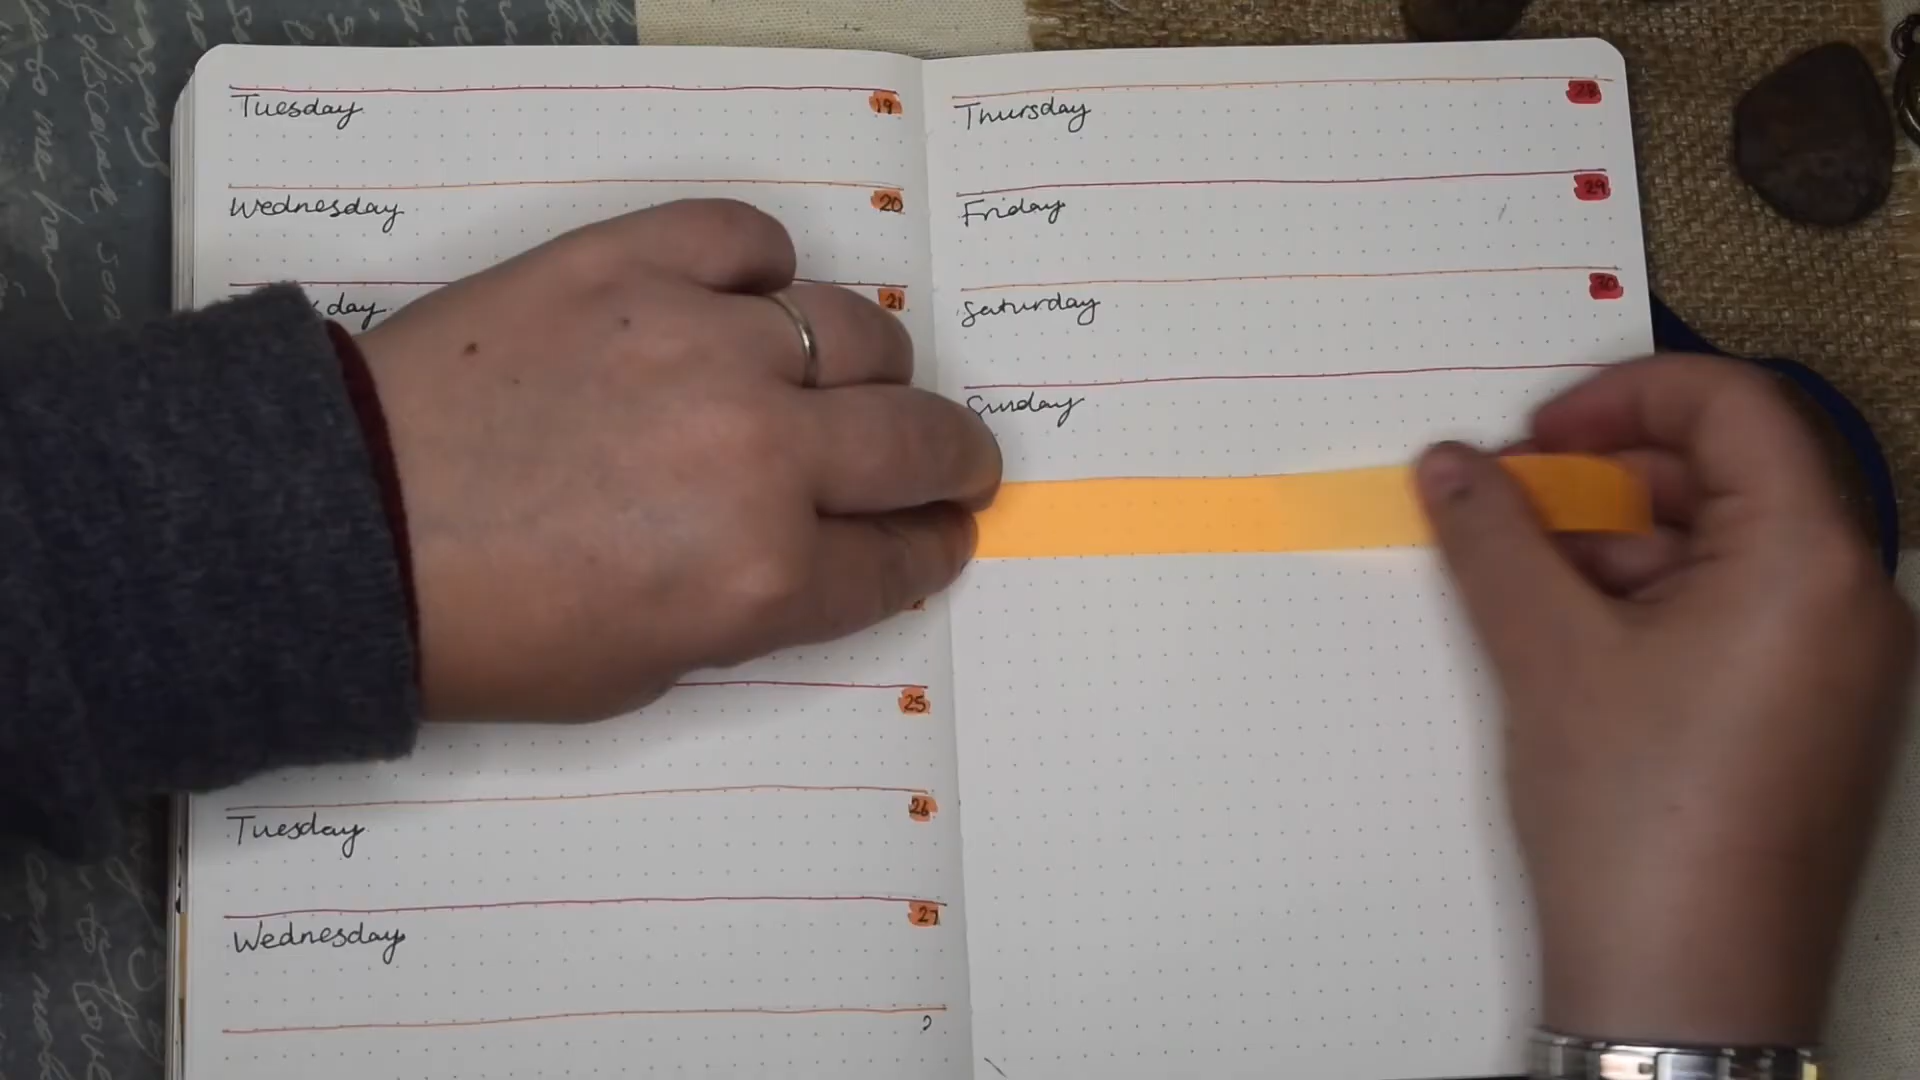 Tuesday 19
Wednesday 20
day 21
25
Tuesday 26
Wednesday 27
Thursday 28
Friday 29
Saturday 30
Sunday